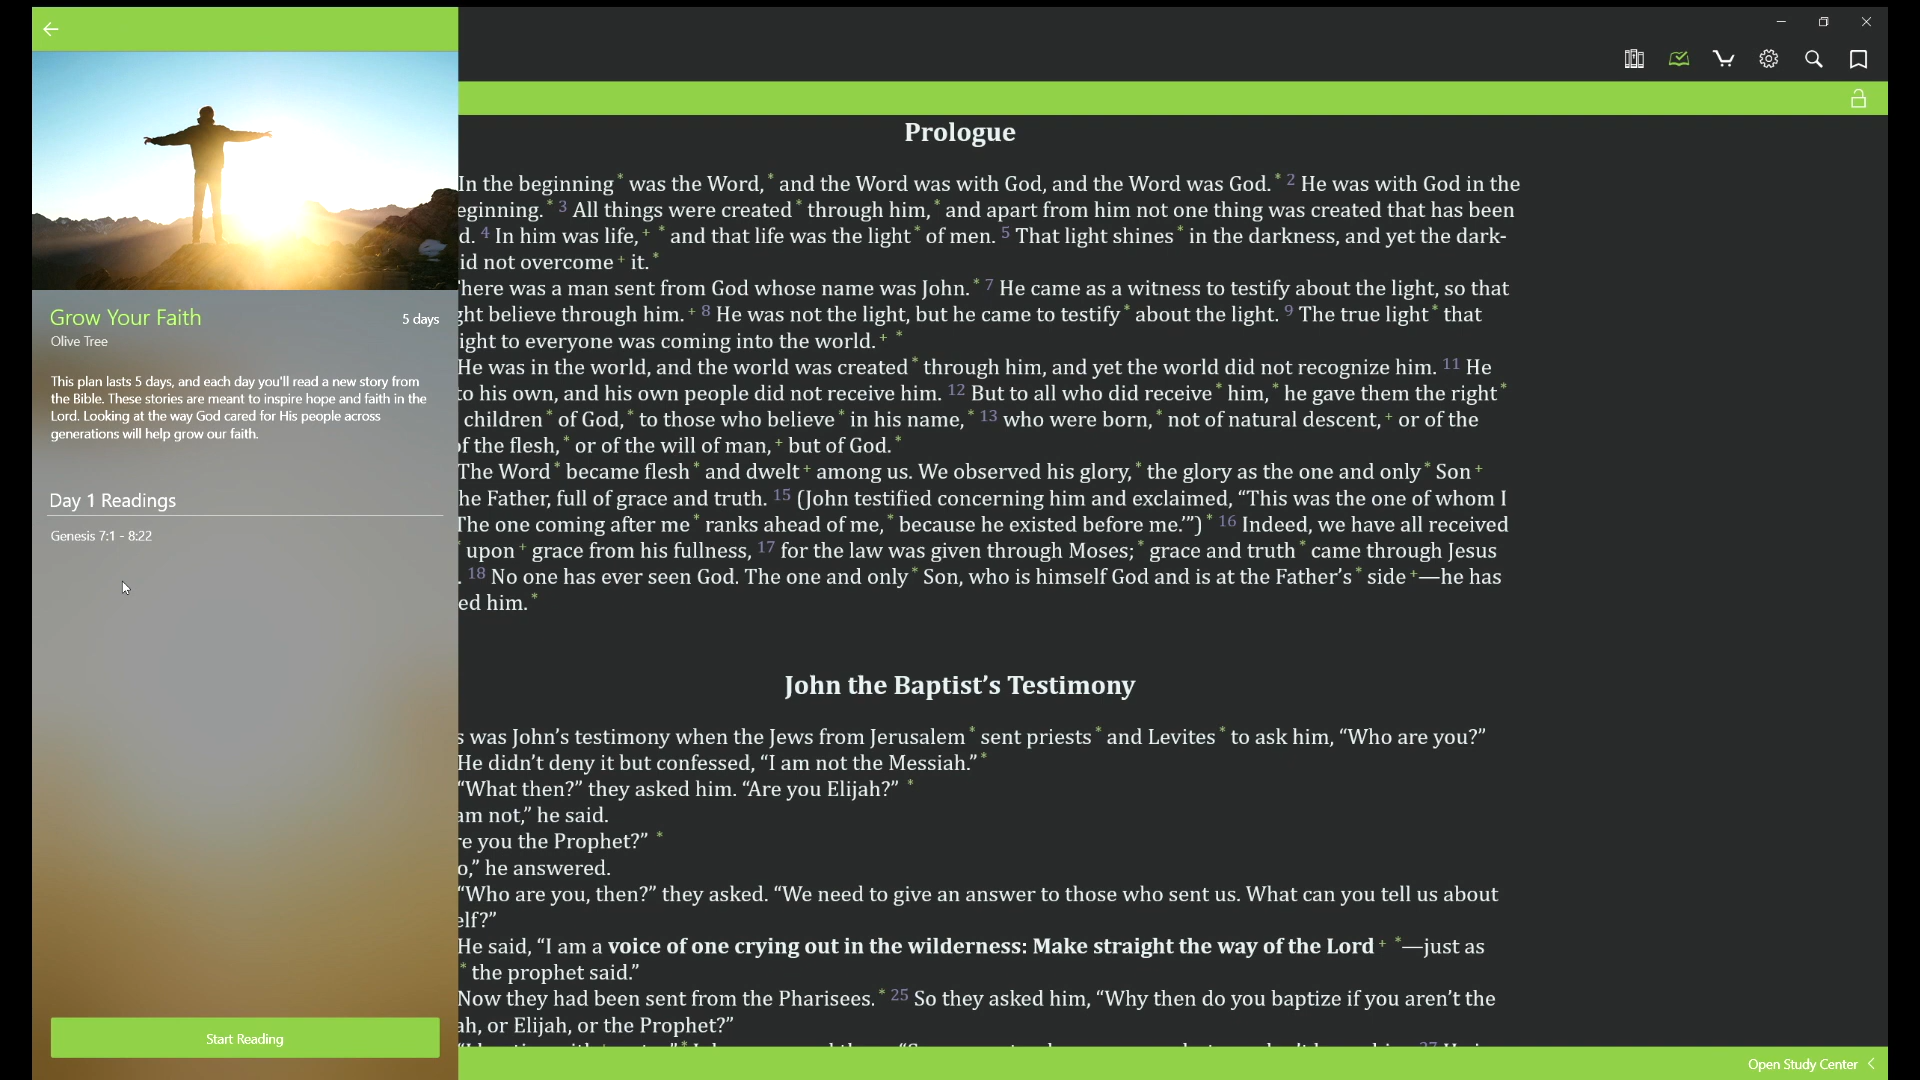 Grow Your Faith
5 days
Olive Tree
This plan lasts 5 days, and each day you'll read a new story from
the Bible. These stories are meant to inspire hope and faith in the
Lord. Looking at the way God cared for His people across
generations will help grow our faith.
Day 1 Readings
Genesis 7:1 - 8:22
Start Reading
Prologue
In the beginning* was the Word,* and the Word was with God, and the Word was God.* 2 He was with God in the
eginning.* 3 All things were created* through him,* and apart from him not one thing was created that has been
d. 4 In him was life,+ * and that life was the light* of men. 5 That light shines* in the darkness, and yet the dark-
id not overcome+ it.*
here was a man sent from God whose name was John.* 7 He came as a witness to testify about the light, so that
ght believe through him.+ 8 He was not the light, but he came to testify* about the light. 9 The true light* that
ight to everyone was coming into the world.+ *
He was in the world, and the world was created* through him, and yet the world did not recognize him. 11 He
to his own, and his own people did not receive him. 12 But to all who did receive* him,* he gave them the right*
children* of God,* to those who believe* in his name,* 13 who were born,* not of natural descent,+ or of the
of the flesh,* or of the will of man,+ but of God.*
The Word* became flesh* and dwelt+ among us. We observed his glory,* the glory as the one and only* Son+
he Father, full of grace and truth. 15 (John testified concerning him and exclaimed, “This was the one of whom I
The one coming after me* ranks ahead of me,* because he existed before me.’”)* 16 Indeed, we have all received
* upon+ grace from his fullness, 17 for the law was given through Moses;* grace and truth* came through Jesus
. 18 No one has ever seen God. The one and only* Son, who is himself God and is at the Father’s* side+—he has
ed him.*
John the Baptist’s Testimony
s was John’s testimony when the Jews from Jerusalem* sent priests* and Levites* to ask him, “Who are you?”
He didn’t deny it but confessed, “I am not the Messiah.”*
“What then?” they asked him. “Are you Elijah?” *
am not,” he said.
re you the Prophet?” *
o,” he answered.
“Who are you, then?” they asked. “We need to give an answer to those who sent us. What can you tell us about
elf?”
He said, “I am a voice of one crying out in the wilderness: Make straight the way of the Lord+ *—just as
* the prophet said.”
Now they had been sent from the Pharisees.* 25 So they asked him, “Why then do you baptize if you aren’t the
ah, or Elijah, or the Prophet?”
Open Study Center